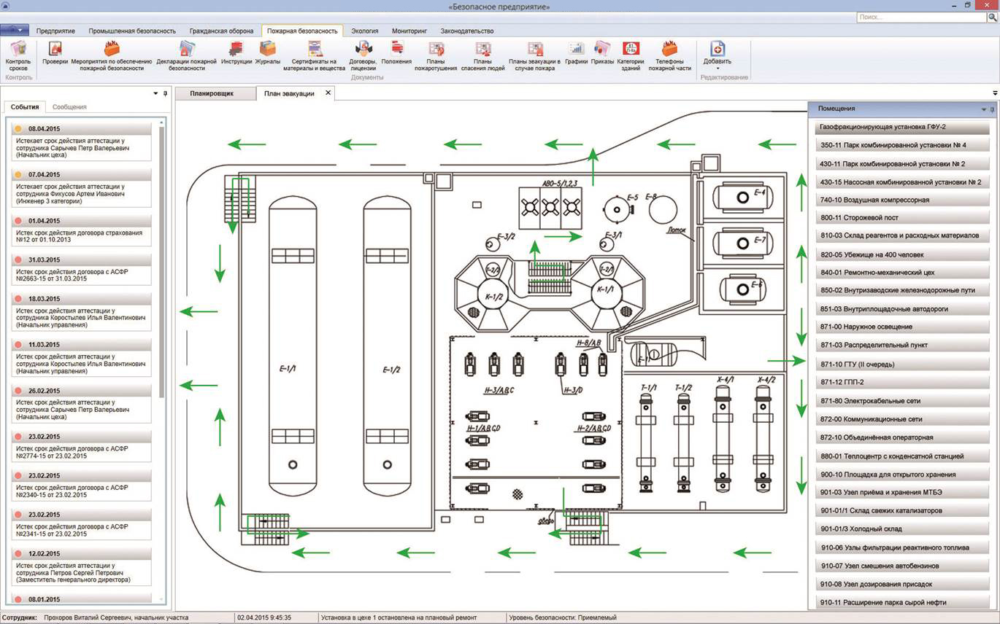 «Безопасное предприятие»
Поиск...
Предприятие Промышленная безопасность Гражданская оборона Пожарная безопасность Экология Мониторинг Законодательство
Контроль сроков
Проверки
Мероприятия по обеспечению пожарной безопасности
Декларации пожарной безопасности
Инструкции
Журналы
Сертификаты на материалы и вещества
Договоры, лицензии
Положения
Планы пожаротушения
Планы спасения людей
Планы эвакуации в случае пожара
Графики
Приказы
Категории зданий
Телефоны пожарной части
Добавить
Контроль Документы Редактирование
События Сообщения
08.04.2015
Истекает срок действия аттестации у
сотрудника Сарычев Петр Валерьевич
(Начальник цеха)
07.04.2015
Истекает срок действия аттестации у
сотрудника Фикусов Артем Иванович
(Инженер 3 категории)
01.04.2015
Истек срок действия договора страхования
№12 от 01.10.2013
31.03.2015
Истек срок действия договора с АСФР
№2663-15 от 31.03.2015
18.03.2015
Истек срок действия аттестации у
сотрудника Коростылев Илья Валентинович
(Начальник управления)
11.03.2015
Истек срок действия аттестации у
сотрудника Коростылев Илья Валентинович
(Начальник управления)
26.02.2015
Истек срок действия аттестации у
сотрудника Сарычев Петр Валерьевич
(Начальник цеха)
23.02.2015
Истек срок действия договора с АСФР
№2774-15 от 23.02.2015
23.02.2015
Истек срок действия договора с АСФР
№2340-15 от 23.02.2015
23.02.2015
Истек срок действия договора с АСФР
№2341-15 от 23.02.2015
12.02.2015
Истек срок действия аттестации у
сотрудника Петров Сергей Петрович
(Заместитель генерального директора)
08.01.2015
Планировщик План эвакуации
АВО-5/1,2,3
Е-5
Е-8
Е-4
Лоток
Е-7
Е-3/2
Е-3/1
Т-2/2
Т-2/1
Е-6
К-1/2
К-1/1
Н-8/А,В
Е-1/1
Е-1/2
Н-3/А,В,С
Н-3/D
Т-1/1
Т-1/2
Х-4/1
Х-4/2
Н-1/А,В,С,D
Н-2/А,В,С,D
дверь
Помещения
Газофракционирующая установка ГФУ-2
350-11 Парк комбинированной установки № 4
430-11 Парк комбинированной установки № 2
430-15 Насосная комбинированной установки № 2
740-10 Воздушная компрессорная
800-11 Сторожевой пост
810-03 Склад реагентов и расходных материалов
820-05 Убежище на 400 человек
840-01 Ремонтно-механический цех
850-02 Внутризаводские железнодорожные пути
851-03 Внутриплощадочные автодороги
871-00 Наружное освещение
871-03 Распределительный пункт
871-10 ГТУ (II очередь)
871-12 ГПП-2
871-80 Электрокабельные сети
872-00 Коммуникационные сети
872-10 Объединённая операторная
880-01 Теплоцентр с конденсатной станцией
900-10 Площадка для открытого хранения
901-03 Узел приёма и хранения МТБЭ
901-01/1 Склад свежих катализаторов
901-01/3 Холодный склад
910-06 Узлы фильтрации реактивного топлива
910-07 Узел смешения автобензинов
910-08 Узел дозирования присадок
910-11 Расширение парка сырой нефти
Сотрудник: Прохоров Виталий Сергеевич, начальник участка 02.04.2015 9:45:35 Установка в цехе 1 остановлена на плановый ремонт Уровень безопасности: Приемлемый